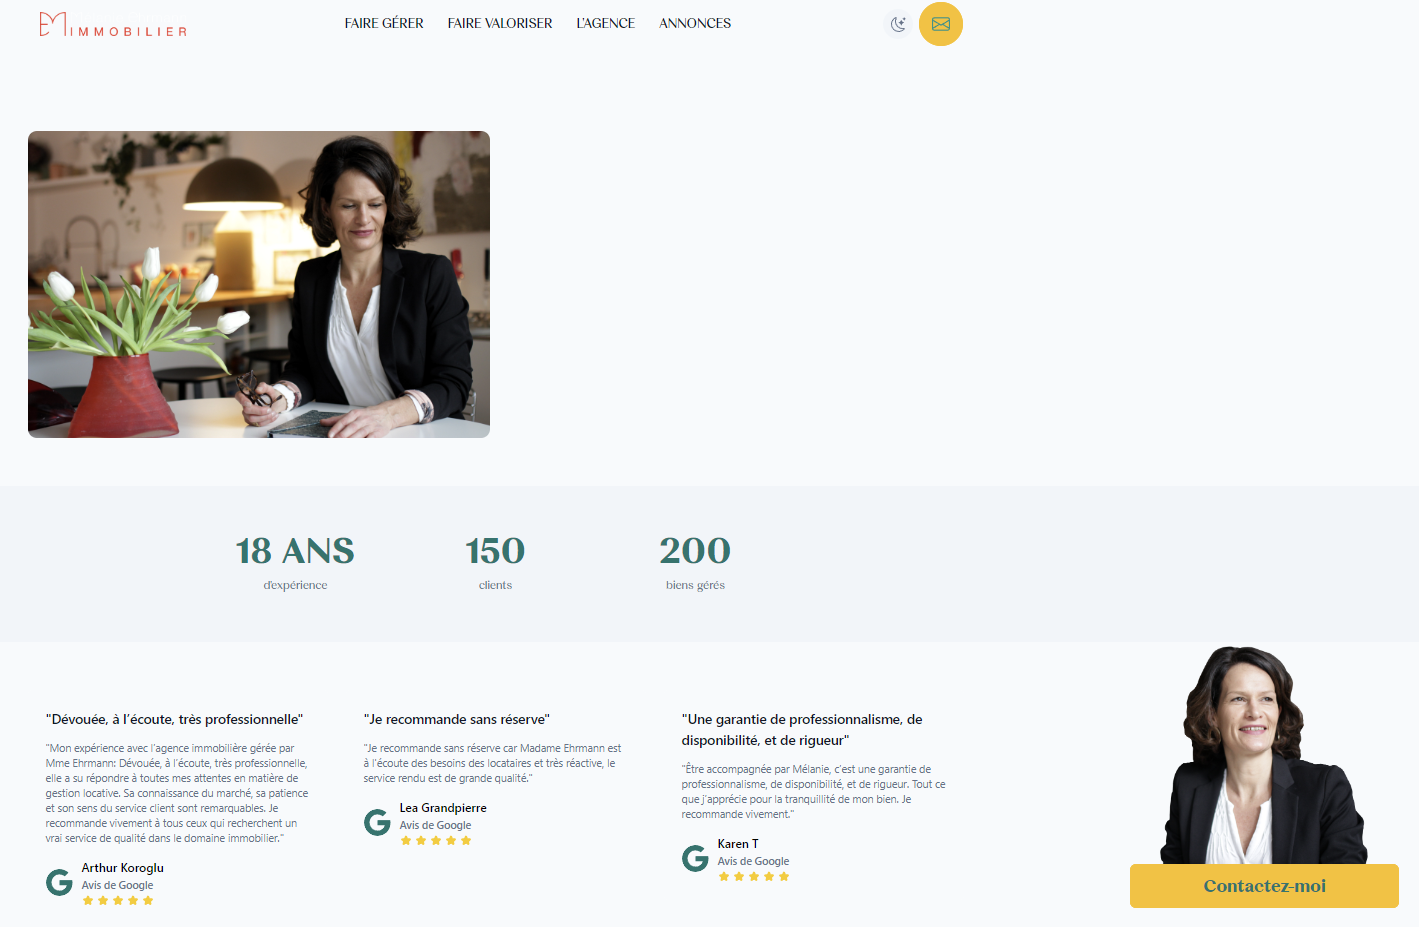 EM IMMOBILIER
FAIRE GÉRER
FAIRE VALORISER
L'AGENCE
ANNONCES
18 ANS
d'expérience
150
clients
200
biens gérés
"Dévouée, à l'écoute, très professionnelle"
"Mon expérience avec l'agence immobilière gérée par
Mme Ehrmann: Dévouée, à l'écoute, très professionnelle,
elle a su répondre à toutes mes attentes en matière de
gestion locative. Sa connaissance du marché, sa patience
et son sens du service client sont remarquables. Je
recommande vivement à tous ceux qui recherchent un
vrai service de qualité dans le domaine immobilier."
Arthur Koroglu
Avis de Google
"Je recommande sans réserve"
"Je recommande sans réserve car Madame Ehrmann est
à l'écoute des besoins des locataires et très réactive, le
service rendu est de grande qualité."
Lea Grandpierre
Avis de Google
"Une garantie de professionnalisme, de
disponibilité, et de rigueur"
"Être accompagnée par Mélanie, c'est une garantie de
professionnalisme, de disponibilité, et de rigueur. Tout ce
que j'apprécie pour la tranquillité de mon bien. Je
recommande vivement."
Karen T
Avis de Google
Contactez-moi